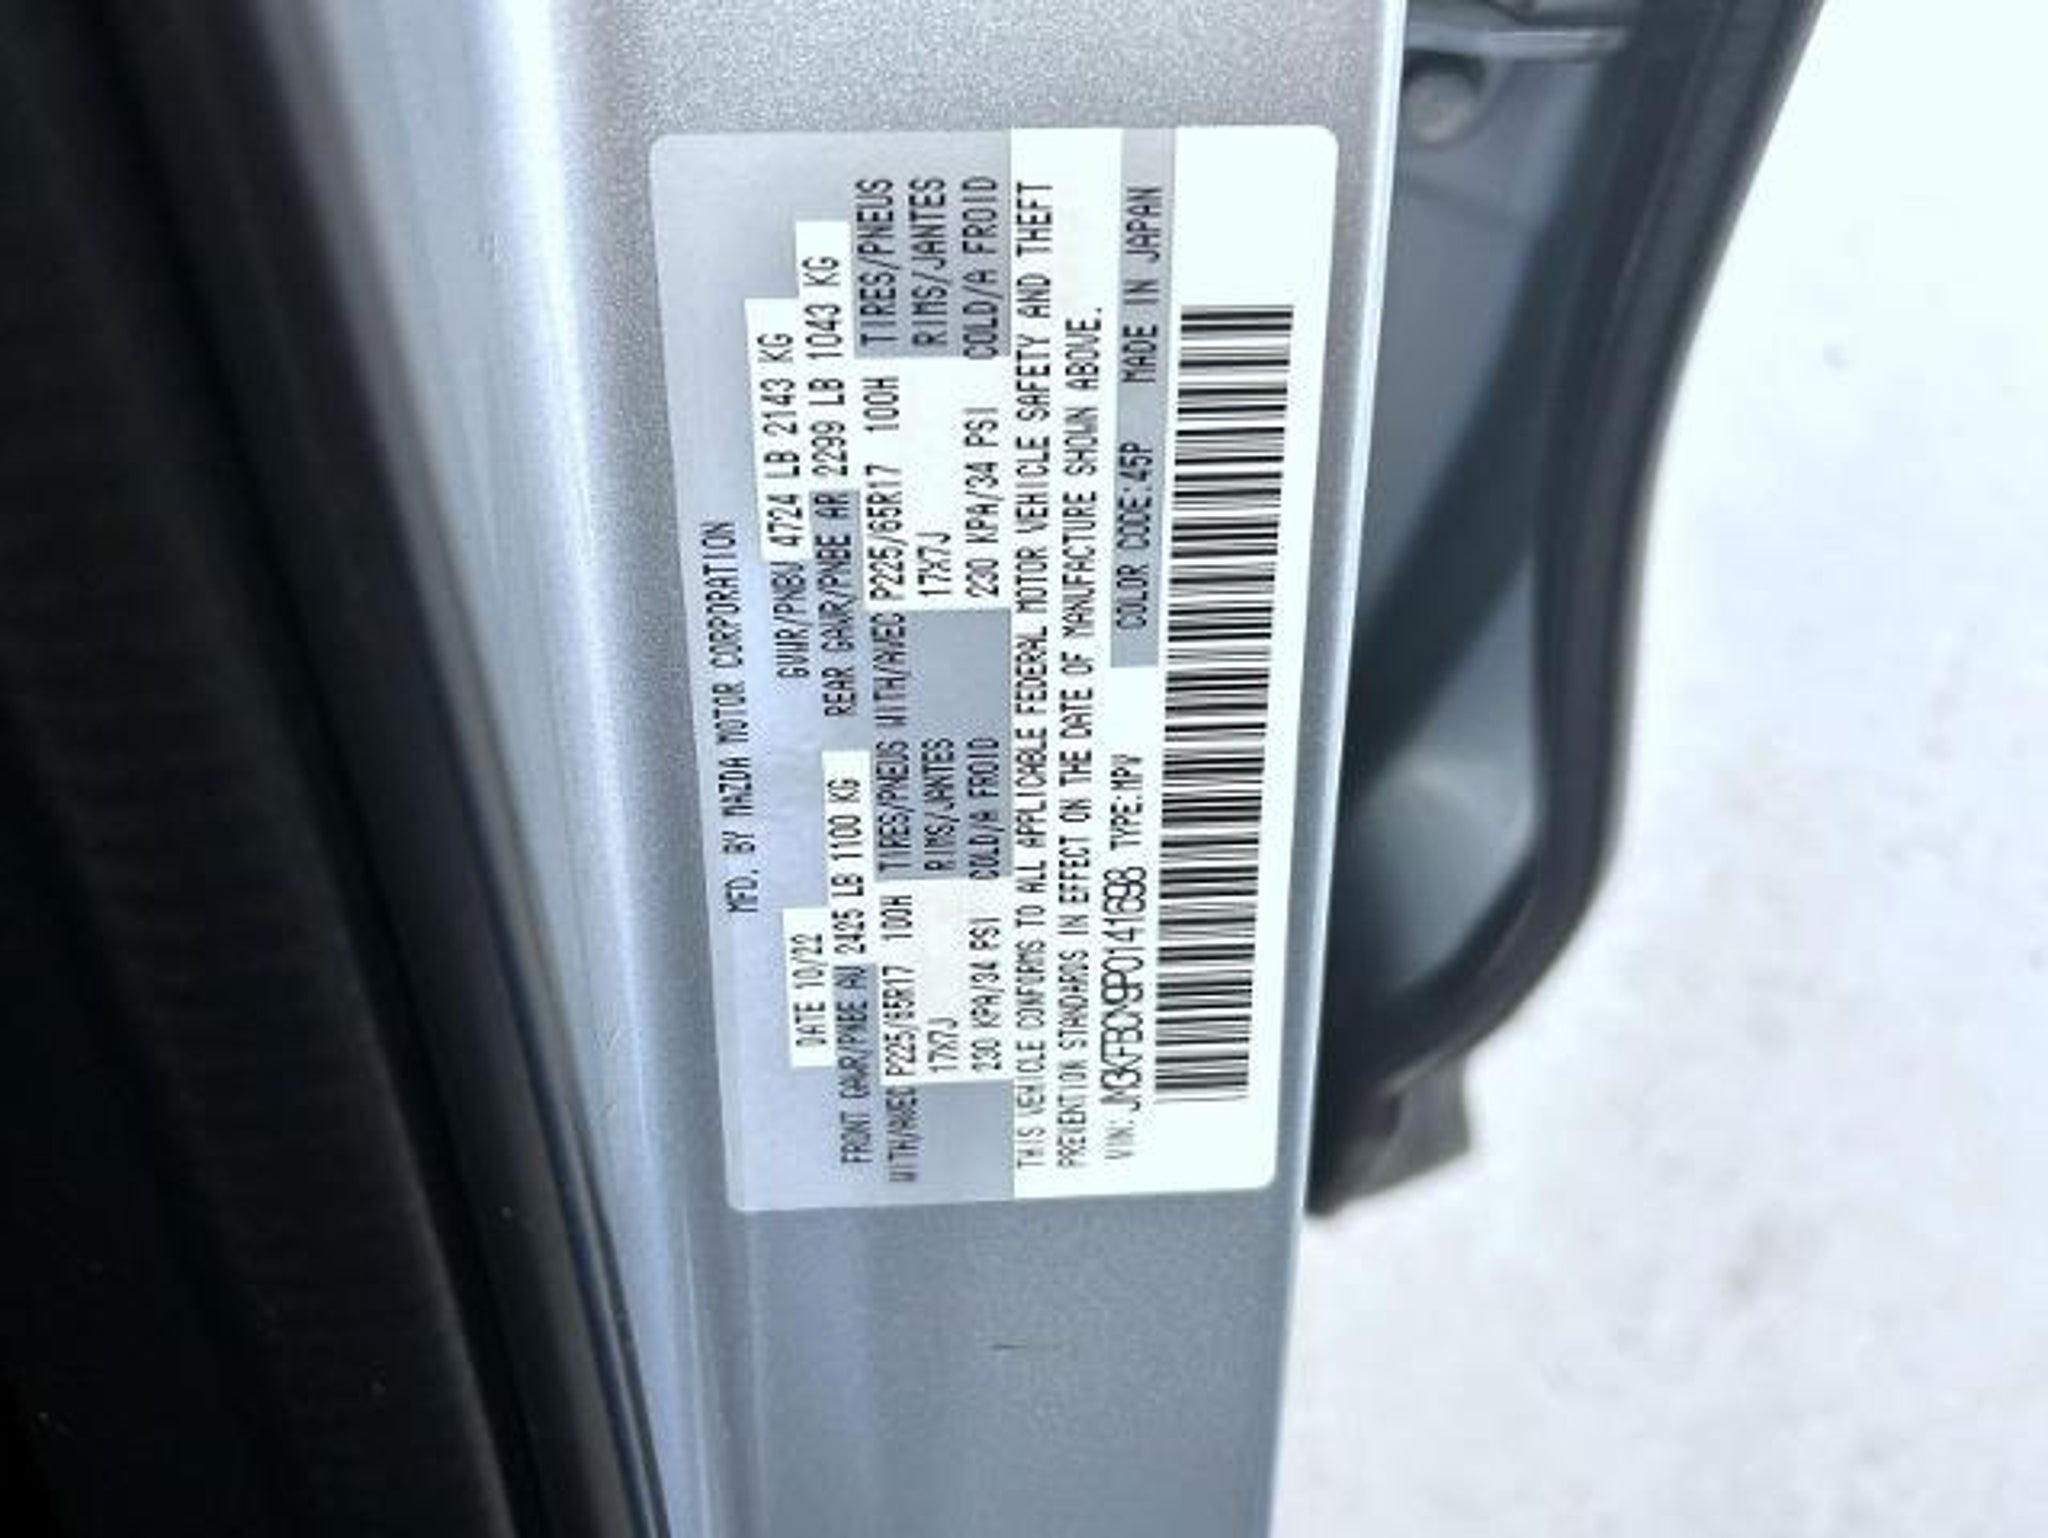 MFD. BY MAZDA MOTOR CORPORATION
DATE 10/22 GVWR/PNBV 4724 LB 2143 KG
FRONT GAWR/PNBE AV 2425 LB 1100 KG REAR GAWR/PNBE AR 2299 LB 1043 KG
WITH/AVEC P225/65R17 100H TIRES/PNEUS WITH/AVEC P225/65R17 100H TIRES/PNEUS
17X7J RIMS/JANTES 17X7J RIMS/JANTES
230 KPA/34 PSI COLD/A FROID 230 KPA/34 PSI COLD/A FROID
THIS VEHICLE CONFORMS TO ALL APPLICABLE FEDERAL MOTOR VEHICLE SAFETY AND THEFT
PREVENTION STANDARDS IN EFFECT ON THE DATE OF MANUFACTURE SHOWN ABOVE.
VIN: JM3KFBCM9P0141698 TYPE:MPV COLOR CODE:45P MADE IN JAPAN